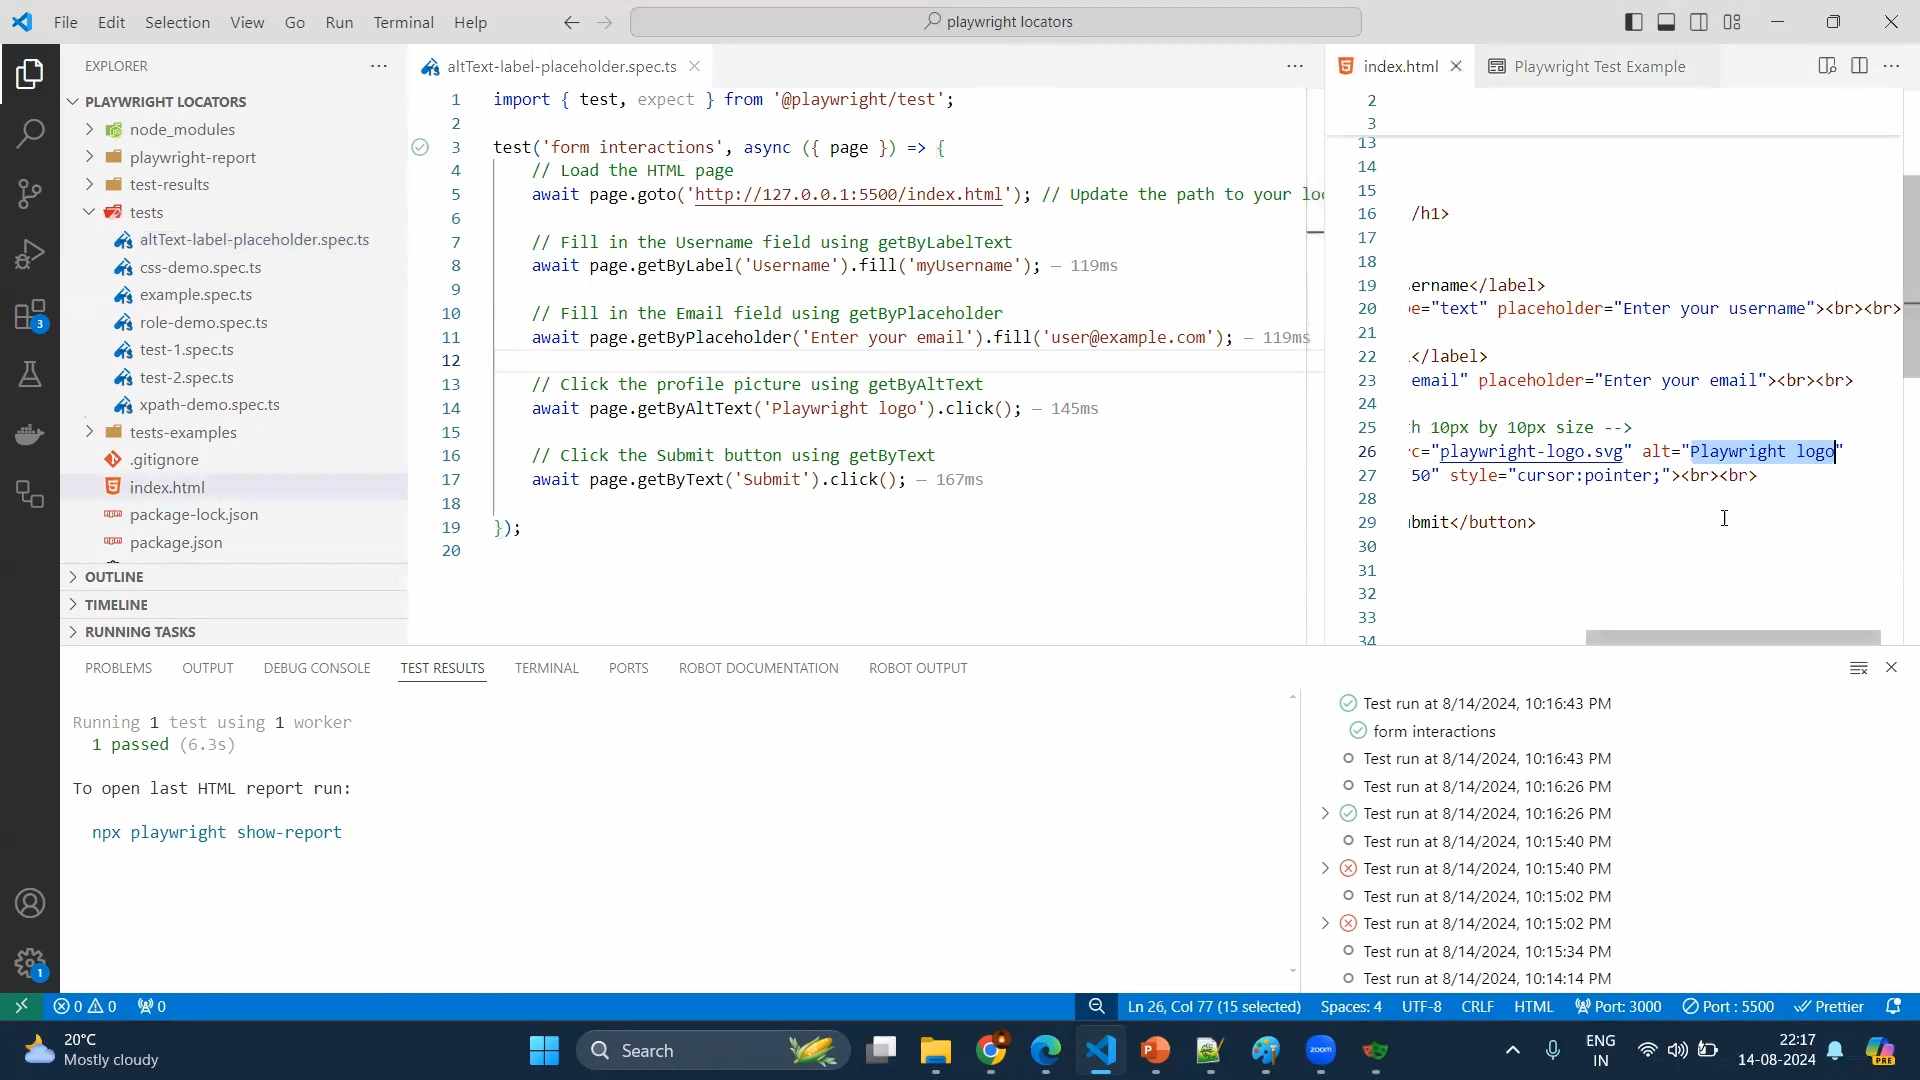 File Edit Selection View Go Run Terminal Help
playwright locators
EXPLORER
PLAYWRIGHT LOCATORS
node_modules
playwright-report
test-results
tests
altText-label-placeholder.spec.ts
css-demo.spec.ts
example.spec.ts
role-demo.spec.ts
test-1.spec.ts
test-2.spec.ts
xpath-demo.spec.ts
tests-examples
.gitignore
index.html
package-lock.json
package.json
OUTLINE
TIMELINE
RUNNING TASKS
3
1
altText-label-placeholder.spec.ts
1 import { test, expect } from '@playwright/test';
2
3 test('form interactions', async ({ page }) => {
4 // Load the HTML page
5 await page.goto('http://127.0.0.1:5500/index.html'); // Update the path to your lo
6
7 // Fill in the Username field using getByLabelText
8 await page.getByLabel('Username').fill('myUsername'); — 119ms
9
10 // Fill in the Email field using getByPlaceholder
11 await page.getByPlaceholder('Enter your email').fill('user@example.com'); — 119ms
12
13 // Click the profile picture using getByAltText
14 await page.getByAltText('Playwright logo').click(); — 145ms
15
16 // Click the Submit button using getByText
17 await page.getByText('Submit').click(); — 167ms
18
19 });
20
index.html
Playwright Test Example
2
3
13
14
15
16 /h1>
17
18
19 ername</label>
20 e="text" placeholder="Enter your username"><br><br>
21
22 </label>
23 email" placeholder="Enter your email"><br><br>
24
25 h 10px by 10px size -->
26 c="playwright-logo.svg" alt="Playwright logo"
27 50" style="cursor:pointer;"><br><br>
28
29 bmit</button>
30
31
32
33
34
PROBLEMS OUTPUT DEBUG CONSOLE TEST RESULTS TERMINAL PORTS ROBOT DOCUMENTATION ROBOT OUTPUT
Running 1 test using 1 worker
1 passed (6.3s)
To open last HTML report run:
npx playwright show-report
Test run at 8/14/2024, 10:16:43 PM
form interactions
Test run at 8/14/2024, 10:16:43 PM
Test run at 8/14/2024, 10:16:26 PM
Test run at 8/14/2024, 10:16:26 PM
Test run at 8/14/2024, 10:15:40 PM
Test run at 8/14/2024, 10:15:40 PM
Test run at 8/14/2024, 10:15:02 PM
Test run at 8/14/2024, 10:15:02 PM
Test run at 8/14/2024, 10:15:34 PM
Test run at 8/14/2024, 10:14:14 PM
0 0 0 Ln 26, Col 77 (15 selected) Spaces: 4 UTF-8 CRLF HTML Port: 3000 Port : 5500 Prettier
20°C
Mostly cloudy
Search
zoom
PRE
ENG
IN
22:17
14-08-2024